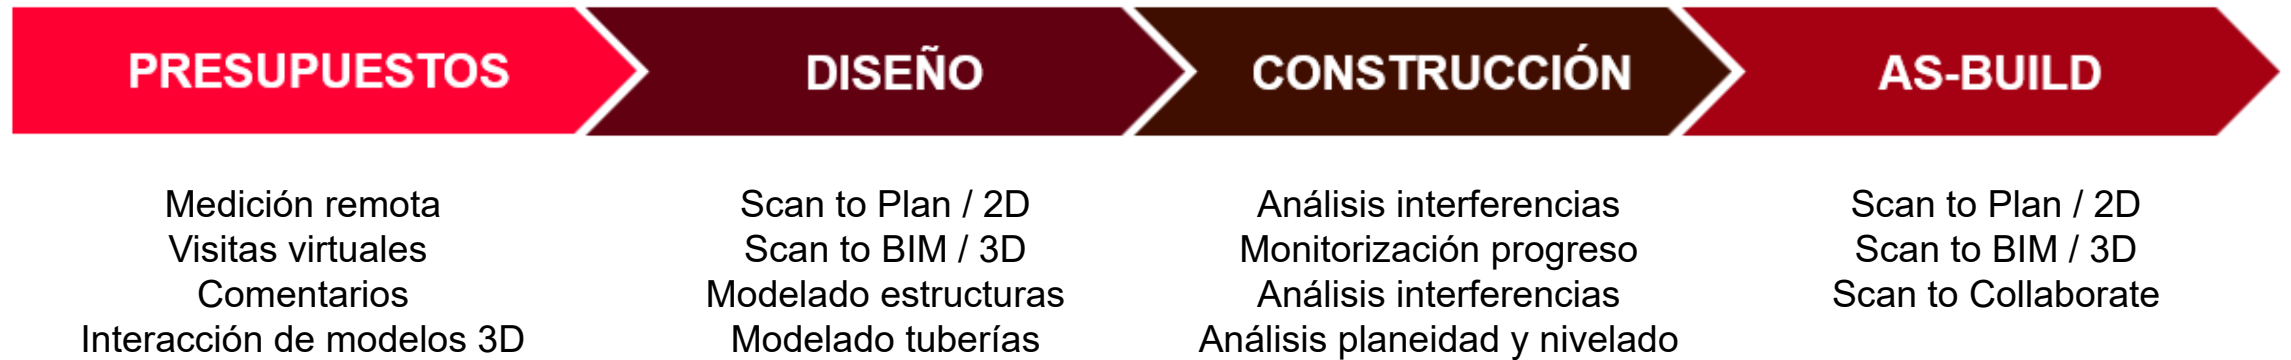 PRESUPUESTOS
Medición remota
Visitas virtuales
Comentarios
Interacción de modelos 3D
DISEÑO
Scan to Plan / 2D
Scan to BIM / 3D
Modelado estructuras
Modelado tuberías
CONSTRUCCIÓN
Análisis interferencias
Monitorización progreso
Análisis interferencias
Análisis planeidad y nivelado
AS-BUILD
Scan to Plan / 2D
Scan to BIM / 3D
Scan to Collaborate